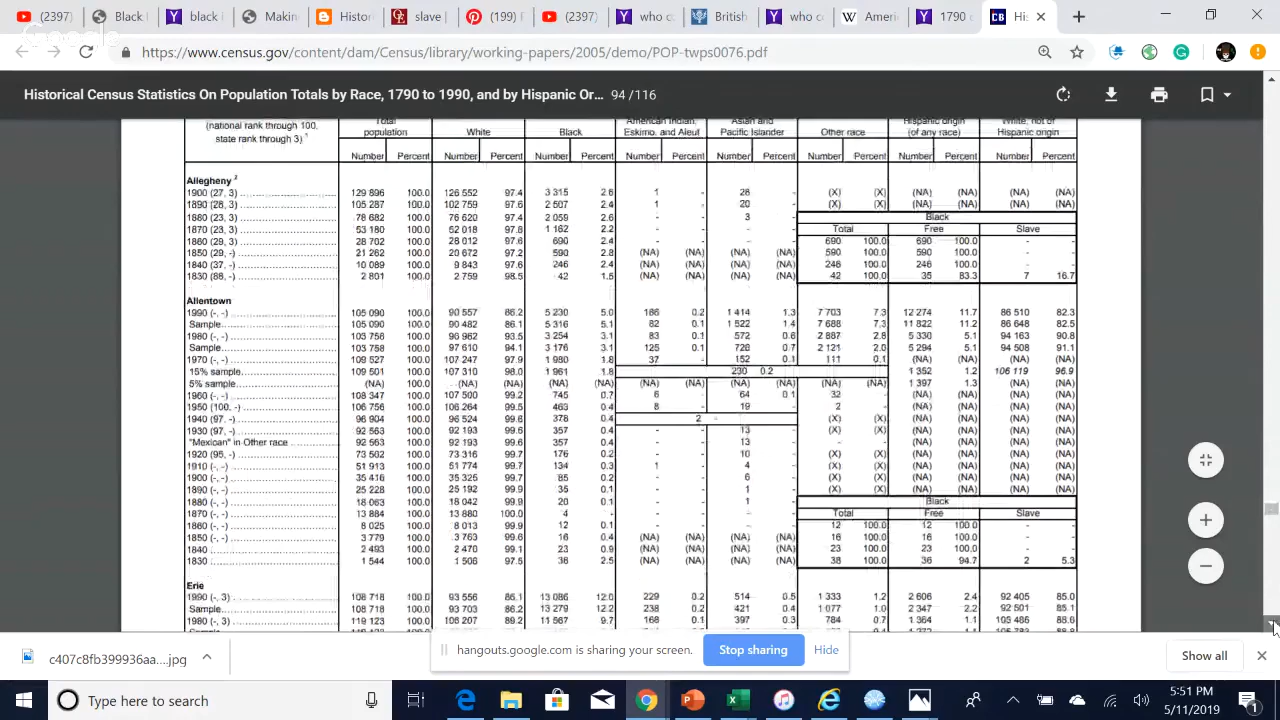 (2397) Black black Makin Histor slave (199) (2397) who co British who co Ameri 1790 c His
https://www.census.gov/content/dam/Census/library/working-papers/2005/demo/POP-twps0076.pdf
Historical Census Statistics On Population Totals by Race, 1790 to 1990, and by Hispanic Or... 94 / 116
(national rank through 100, state rank through 3) Total population White Black American Indian, Eskimo, and Aleut Asian and Pacific Islander Other race Hispanic origin (of any race) White, not of Hispanic origin
Number Percent Number Percent Number Percent Number Percent Number Percent Number Percent Number Percent Number Percent
Allegheny 2
1900 (27, 3) 129 896 100.0 126 552 97.4 3 315 2.6 1 - 28 - (X) (X) (NA) (NA) (NA) (NA)
1890 (28, 3) 105 287 100.0 102 759 97.6 2 507 2.4 1 - 20 - (X) (X) (NA) (NA) (NA) (NA)
1880 (23, 3) 78 682 100.0 76 620 97.4 2 059 2.6 - - 3 - Black
1870 (23, 3) 53 180 100.0 52 018 97.8 1 162 2.2 - - - - Total Free Slave
1860 (29, 3) 28 702 100.0 28 012 97.6 690 2.4 - - - - 690 100.0 690 100.0 - -
1850 (29, -) 21 262 100.0 20 672 97.2 590 2.8 (NA) (NA) (NA) (NA) 590 100.0 590 100.0 - -
1840 (37, -) 10 089 100.0 9 843 97.6 246 2.4 (NA) (NA) (NA) (NA) 246 100.0 246 100.0 - -
1830 (88, -) 2 801 100.0 2 759 98.5 42 1.5 (NA) (NA) (NA) (NA) 42 100.0 35 83.3 7 16.7
Allentown
1990 (-, -) 105 090 100.0 90 557 86.2 5 230 5.0 186 0.2 1 414 1.3 7 703 7.3 12 274 11.7 86 510 82.3
Sample 105 090 100.0 90 482 86.1 5 316 5.1 82 0.1 1 522 1.4 7 688 7.3 11 822 11.2 86 648 82.5
1980 (-, -) 103 758 100.0 96 962 93.5 3 254 3.1 83 0.1 572 0.6 2 887 2.8 5 330 5.1 94 163 90.8
Sample 103 758 100.0 97 610 94.1 3 176 3.1 125 0.1 726 0.7 2 121 2.0 5 294 5.1 94 508 91.1
1970 (-, -) 109 527 100.0 107 247 97.9 1 980 1.8 37 - 152 0.1 111 0.1 (NA) (NA) (NA) (NA)
15% sample 109 501 100.0 107 310 98.0 1 961 1.8 230 0.2 1 352 1.2 106 119 96.9
5% sample (NA) 100.0 (NA) (NA) (NA) (NA) (NA) (NA) (NA) (NA) (NA) (NA) 1 397 1.3 (NA) (NA)
1960 (-, -) 108 347 100.0 107 500 99.2 745 0.7 6 - 64 0.1 32 - (NA) (NA) (NA) (NA)
1950 (100, -) 106 756 100.0 106 264 99.5 463 0.4 8 - 19 - 2 - (NA) (NA) (NA) (NA)
1940 (97, -) 96 904 100.0 96 524 99.6 378 0.4 2 - (X) (X) (NA) (NA) (NA) (NA)
1930 (97, -) 92 563 100.0 92 193 99.6 357 0.4 - - 13 - (X) (X) (NA) (NA) (NA) (NA)
"Mexican" in Other race 92 563 100.0 92 193 99.6 357 0.4 - - 13 - - - (NA) (NA) (NA) (NA)
1920 (95, -) 73 502 100.0 73 316 99.7 176 0.2 - - 10 - (X) (X) (NA) (NA) (NA) (NA)
1910 (-, -) 51 913 100.0 51 774 99.7 134 0.3 1 - 4 - (X) (X) (NA) (NA) (NA) (NA)
1900 (-, -) 35 416 100.0 35 325 99.7 85 0.2 - - 6 - (X) (X) (NA) (NA) (NA) (NA)
1890 (-, -) 25 228 100.0 25 192 99.9 35 0.1 - - 1 - (X) (X) (NA) (NA) (NA) (NA)
1880 (-, -) 18 063 100.0 18 042 99.9 20 0.1 - - 1 - Black
1870 (-, -) 13 884 100.0 13 880 100.0 4 - - - - - Total Free Slave
1860 (-, -) 8 025 100.0 8 013 99.9 12 0.1 - - - - 12 100.0 12 100.0 - -
1850 (-, -) 3 779 100.0 3 763 99.6 16 0.4 (NA) (NA) (NA) (NA) 16 100.0 16 100.0 - -
1840 2 493 100.0 2 470 99.1 23 0.9 (NA) (NA) (NA) (NA) 23 100.0 23 100.0 - -
1830 1 544 100.0 1 506 97.5 38 2.5 (NA) (NA) (NA) (NA) 38 100.0 36 94.7 2 5.3
Erie
1990 (-, 3) 108 718 100.0 93 556 86.1 13 086 12.0 229 0.2 514 0.5 1 333 1.2 2 606 2.4 92 405 85.0
Sample 108 718 100.0 93 703 86.2 13 279 12.2 238 0.2 421 0.4 1 077 1.0 2 347 2.2 92 501 85.1
1980 (-, 3) 119 123 100.0 106 207 89.2 11 567 9.7 168 0.1 397 0.3 784 0.7 1 364 1.1 105 486 88.6
hangouts.google.com is sharing your screen. Stop sharing Hide
c407c8fb399936aa....jpg
Show all
Type here to search
5:51 PM
5/11/2019
1